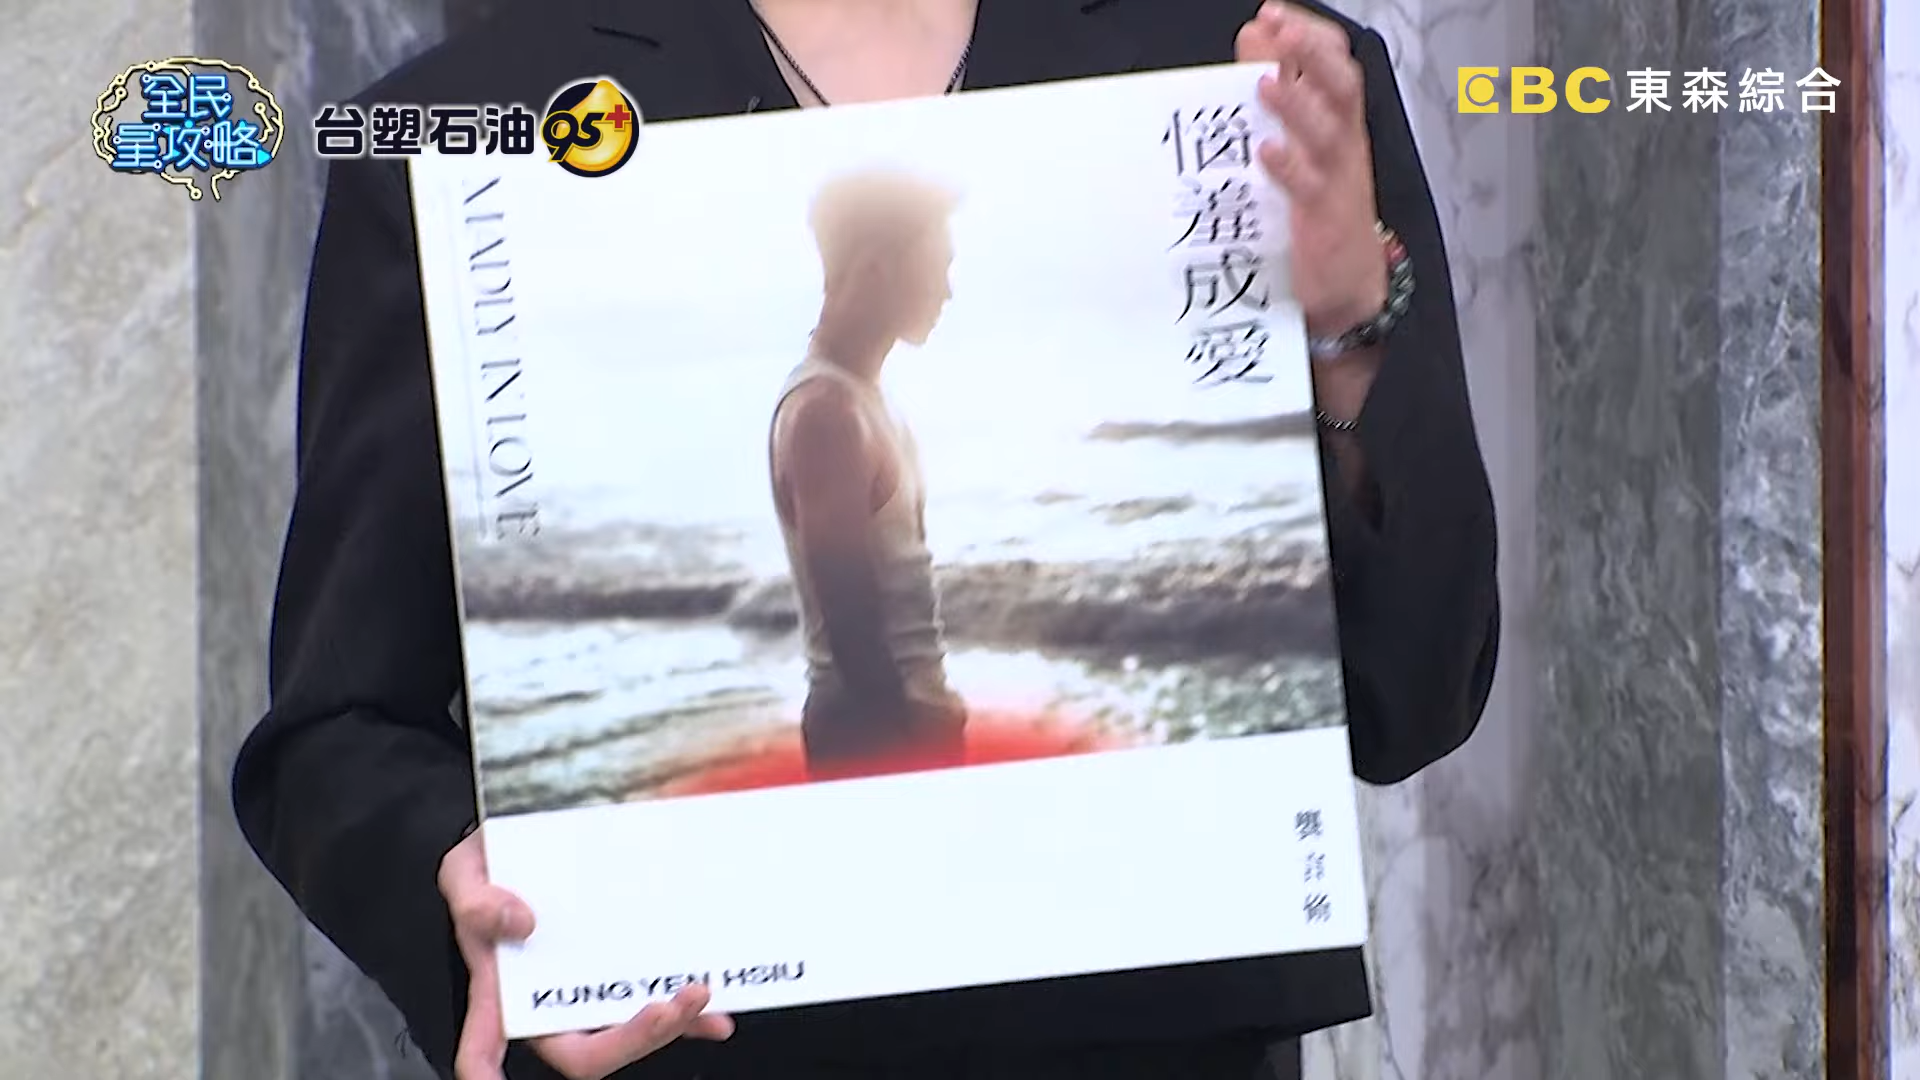 全民
星攻略
台塑石油 95+
EBC 東森綜合
惱羞成愛
IN LOVE
KUNG YEN HSIU